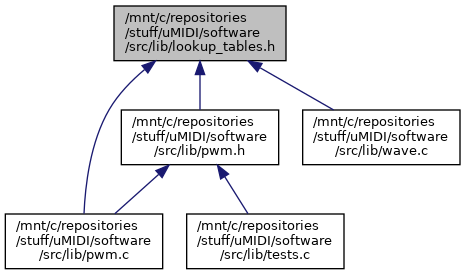 /mnt/c/repositories
/stuff/uMIDI/software
/src/lib/lookup_tables.h
/mnt/c/repositories
/stuff/uMIDI/software
/src/lib/pwm.h
/mnt/c/repositories
/stuff/uMIDI/software
/src/lib/wave.c
/mnt/c/repositories
/stuff/uMIDI/software
/src/lib/pwm.c
/mnt/c/repositories
/stuff/uMIDI/software
/src/lib/tests.c